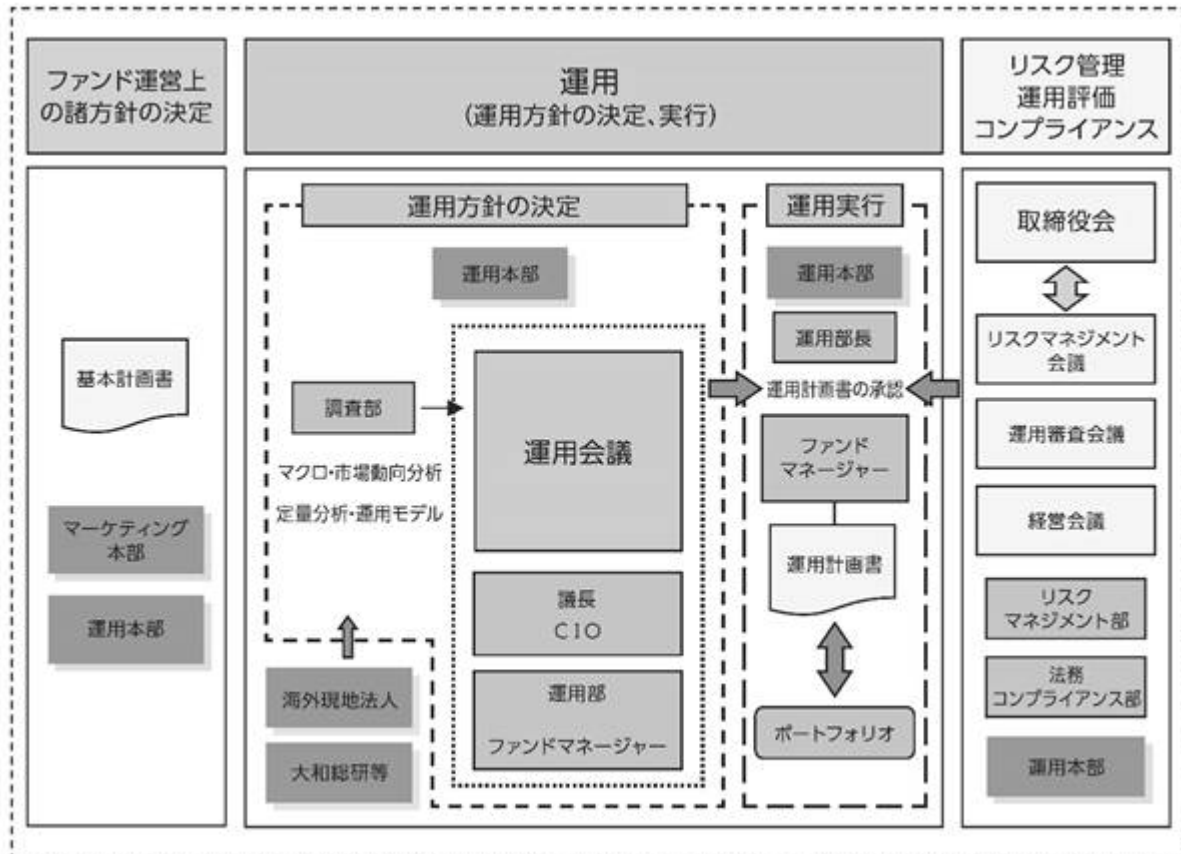 ファンド運営上
の諸方針の決定
運用
(運用方針の決定、実行)
リスク管理
運用評価
コンプライアンス
基本計画書
マーケティング
本部
運用本部
運用方針の決定
運用本部
調査部
マクロ・市場動向分析
定量分析・運用モデル
海外現地法人
大和総研等
運用会議
議長
CIO
運用部
ファンドマネージャー
運用実行
運用本部
運用部長
運用計画書の承認
ファンド
マネージャー
運用計画書
ポートフォリオ
取締役会
リスクマネジメント
会議
運用審査会議
経営会議
リスク
マネジメント部
法務
コンプライアンス部
運用本部